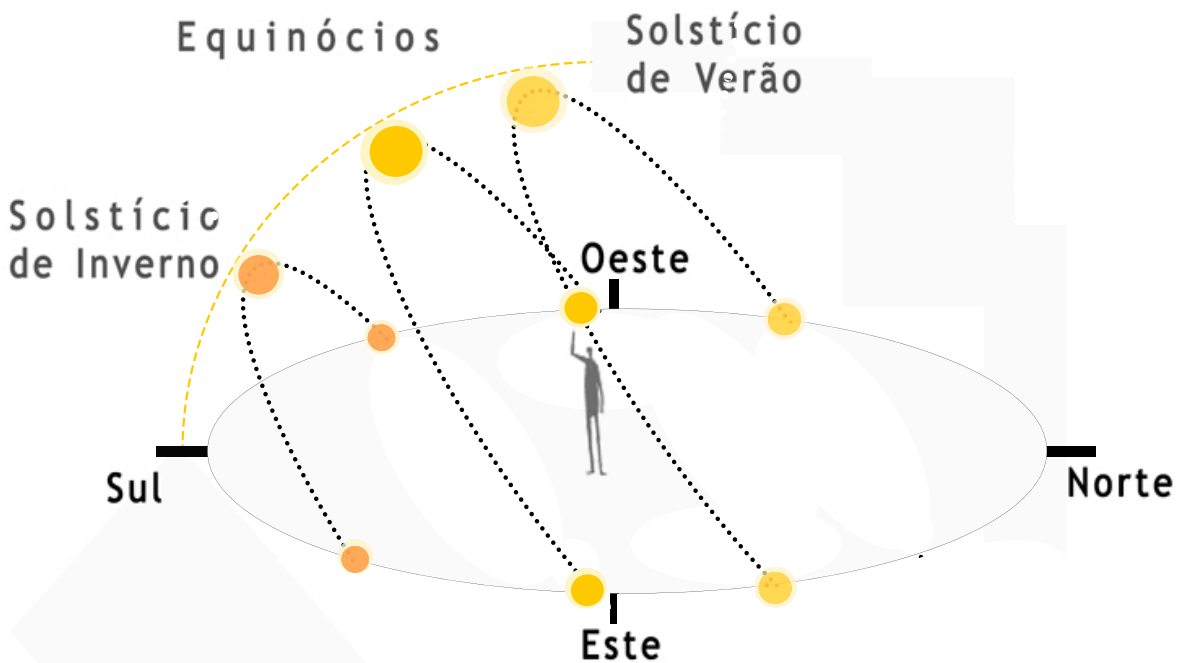 Equinócios
Solstício
de Verão
Solstício
de Inverno
Oeste
Sul
Norte
Este